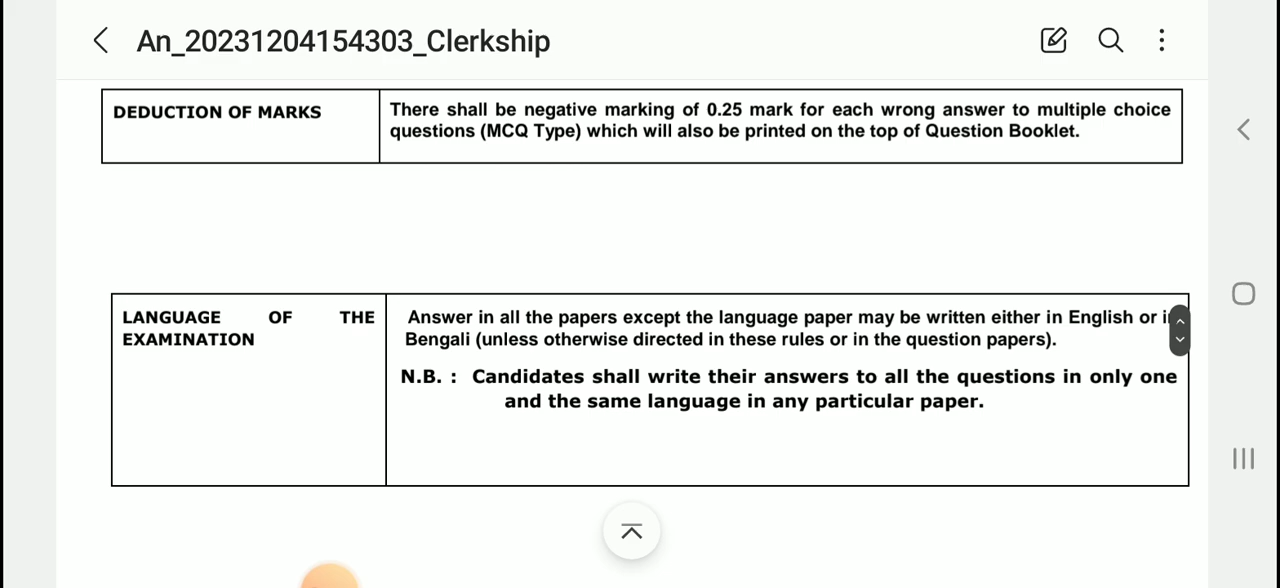 An_20231204154303_Clerkship
DEDUCTION OF MARKS
There shall be negative marking of 0.25 mark for each wrong answer to multiple choice
questions (MCQ Type) which will also be printed on the top of Question Booklet.
LANGUAGE OF THE
EXAMINATION
Answer in all the papers except the language paper may be written either in English or in
Bengali (unless otherwise directed in these rules or in the question papers).
N.B. : Candidates shall write their answers to all the questions in only one
and the same language in any particular paper.